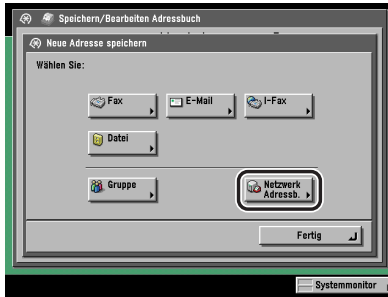 Speichern/Bearbeiten Adressbuch
Neue Adresse speichern
Wählen Sie:
Fax
E-Mail
I-Fax
Datei
Gruppe
Netzwerk
Adressb.
Fertig
Systemmonitor